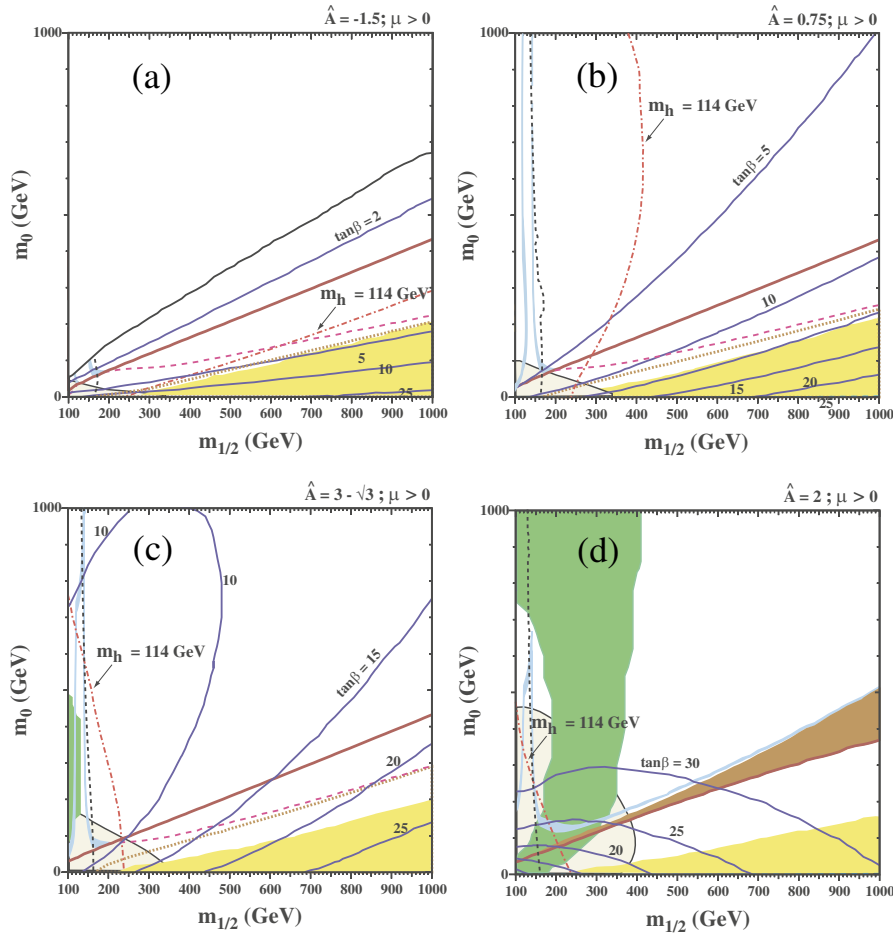 Â = -1.5; μ > 0
1000
(a)
m0 (GeV)
tanβ = 2
mh = 114 GeV
5
10
25
0
100 200 300 400 500 600 700 800 900 1000
m1/2 (GeV)
Â = 0.75; μ > 0
1000
(b)
mh = 114 GeV
tanβ = 5
m0 (GeV)
10
15
20
25
0
100 200 300 400 500 600 700 800 900 1000
m1/2 (GeV)
Â = 3 - √3 ; μ > 0
1000
10
(c)
10
mh = 114 GeV
tanβ = 15
m0 (GeV)
20
25
0
100 200 300 400 500 600 700 800 900 1000
m1/2 (GeV)
Â = 2 ; μ > 0
1000
(d)
mh = 114 GeV
m0 (GeV)
tanβ = 30
25
20
0
100 200 300 400 500 600 700 800 900 1000
m1/2 (GeV)